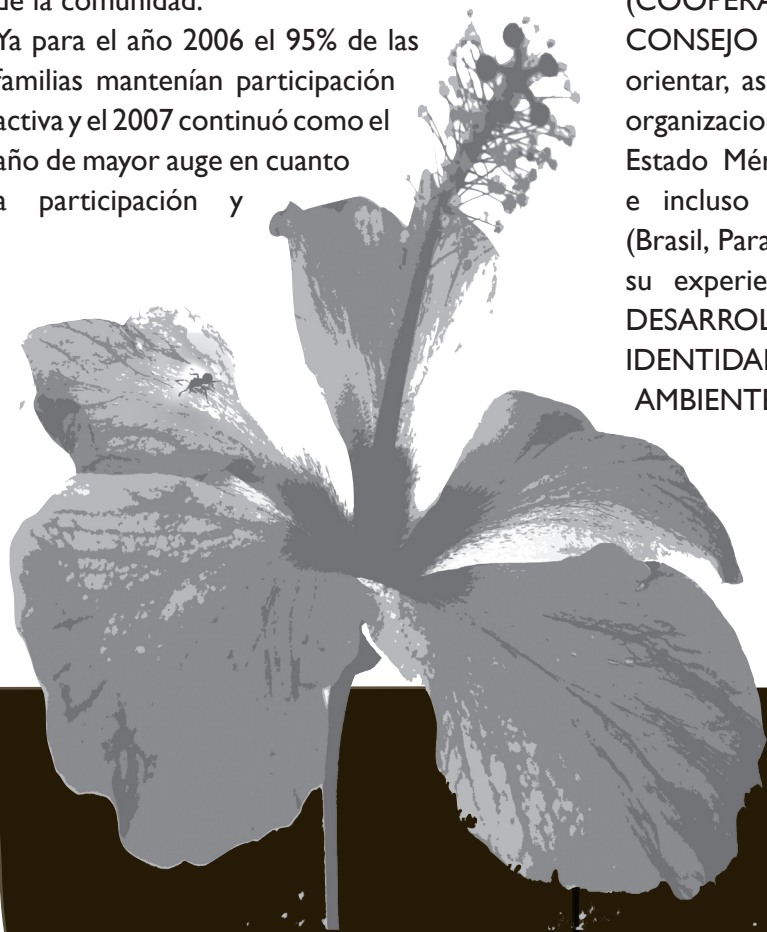 de la comunidad.
Ya para el año 2006 el 95% de las
familias mantenían participación
activa y el 2007 continuó como el
año de mayor auge en cuanto
a participación y
(COOPERA
CONSEJO
orientar, as
organizacio
Estado Mér
e incluso
(Brasil, Para
su experie
DESARROL
IDENTIDA
AMBIENTE